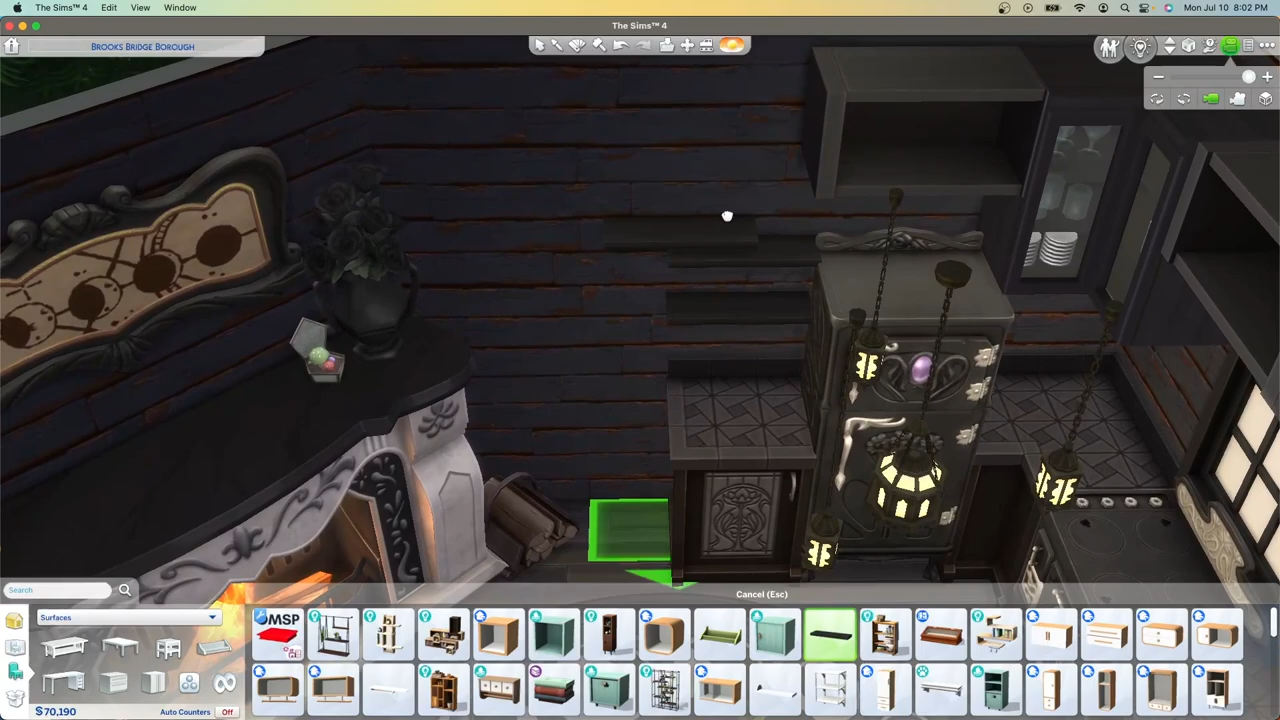 The Sims™ 4 Edit View Window
Mon Jul 10 8:02 PM
The Sims™ 4
BROOKS BRIDGE BOROUGH
Cancel (Esc)
Search
Surfaces
MSP
§70,190
Auto Counters Off